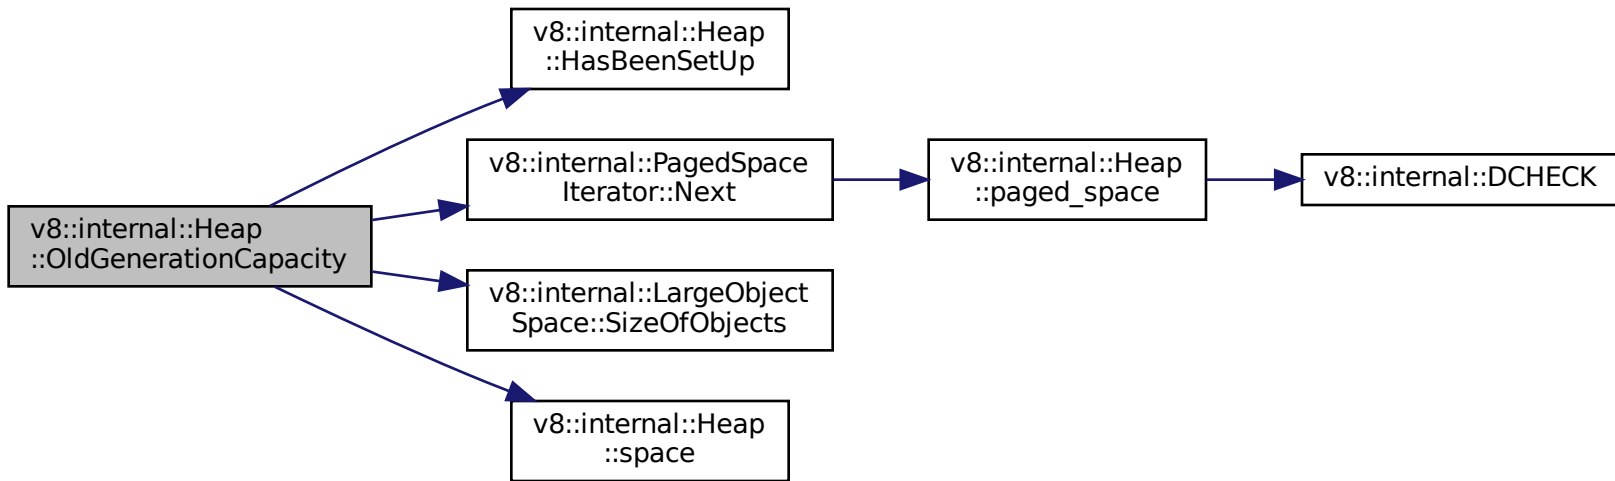 v8::internal::Heap
::HasBeenSetUp
v8::internal::PagedSpace
Iterator::Next
v8::internal::Heap
::paged_space
v8::internal::DCHECK
v8::internal::Heap
::OldGenerationCapacity
v8::internal::LargeObject
Space::SizeOfObjects
v8::internal::Heap
::space